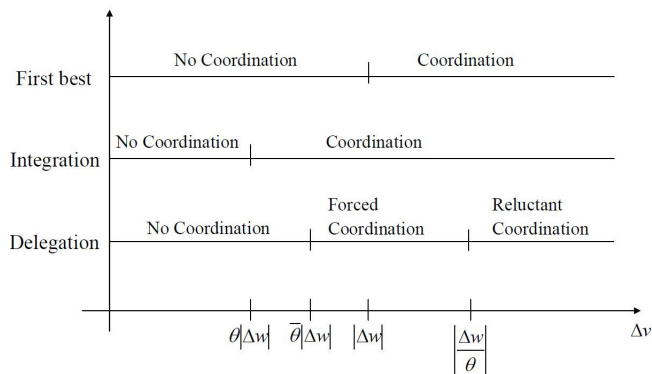 No Coordination Coordination
First best
No Coordination Coordination
Integration
Forced Reluctant
No Coordination Coordination Coordination
Delegation
θ|Δw| θ̅|Δw| |Δw| |Δw/θ| Δv